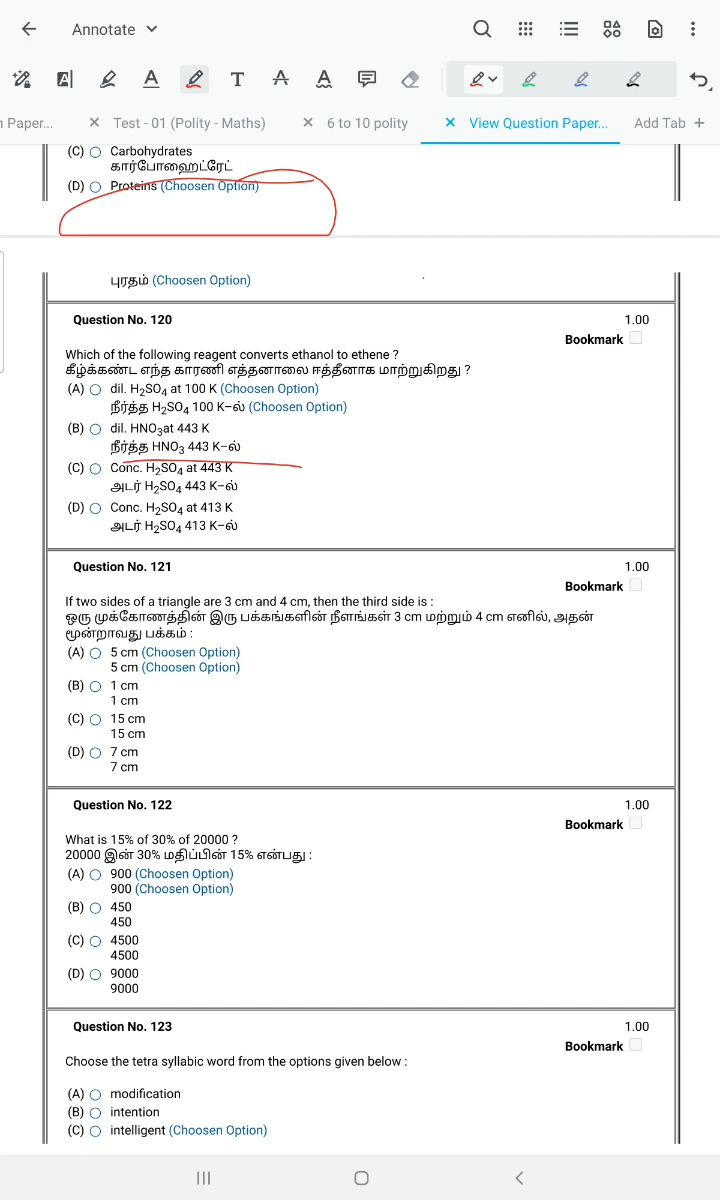 Annotate
n Paper...
Test - 01 (Polity - Maths)
6 to 10 polity
View Question Paper...
Add Tab +
(C) Carbohydrates
கார்போஹைட்ரேட்
(D) Proteins (Choosen Option)
புரதம் (Choosen Option)
Question No. 120
1.00
Bookmark
Which of the following reagent converts ethanol to ethene ?
கீழ்க்கண்ட எந்த காரணி எத்தனாலை ஈத்தீனாக மாற்றுகிறது ?
(A) dil. H₂SO₄ at 100 K (Choosen Option)
நீர்த்த H₂SO₄ 100 K–ல் (Choosen Option)
(B) dil. HNO₃at 443 K
நீர்த்த HNO₃ 443 K–ல்
(C) Conc. H₂SO₄ at 443 K
அடர் H₂SO₄ 443 K–ல்
(D) Conc. H₂SO₄ at 413 K
அடர் H₂SO₄ 413 K–ல்
Question No. 121
1.00
Bookmark
If two sides of a triangle are 3 cm and 4 cm, then the third side is :
ஒரு முக்கோணத்தின் இரு பக்கங்களின் நீளங்கள் 3 cm மற்றும் 4 cm எனில், அதன்
மூன்றாவது பக்கம் :
(A) 5 cm (Choosen Option)
5 cm (Choosen Option)
(B) 1 cm
1 cm
(C) 15 cm
15 cm
(D) 7 cm
7 cm
Question No. 122
1.00
Bookmark
What is 15% of 30% of 20000 ?
20000 இன் 30% மதிப்பின் 15% என்பது :
(A) 900 (Choosen Option)
900 (Choosen Option)
(B) 450
450
(C) 4500
4500
(D) 9000
9000
Question No. 123
1.00
Bookmark
Choose the tetra syllabic word from the options given below :
(A) modification
(B) intention
(C) intelligent (Choosen Option)